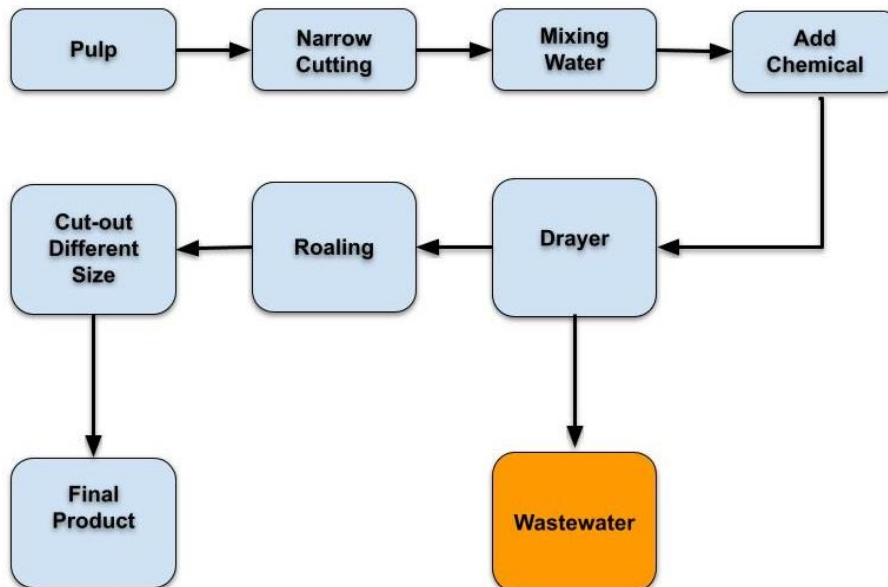 Pulp
Narrow
Cutting
Mixing
Water
Add
Chemical
Cut-out
Different
Size
Roaling
Drayer
Final
Product
Wastewater